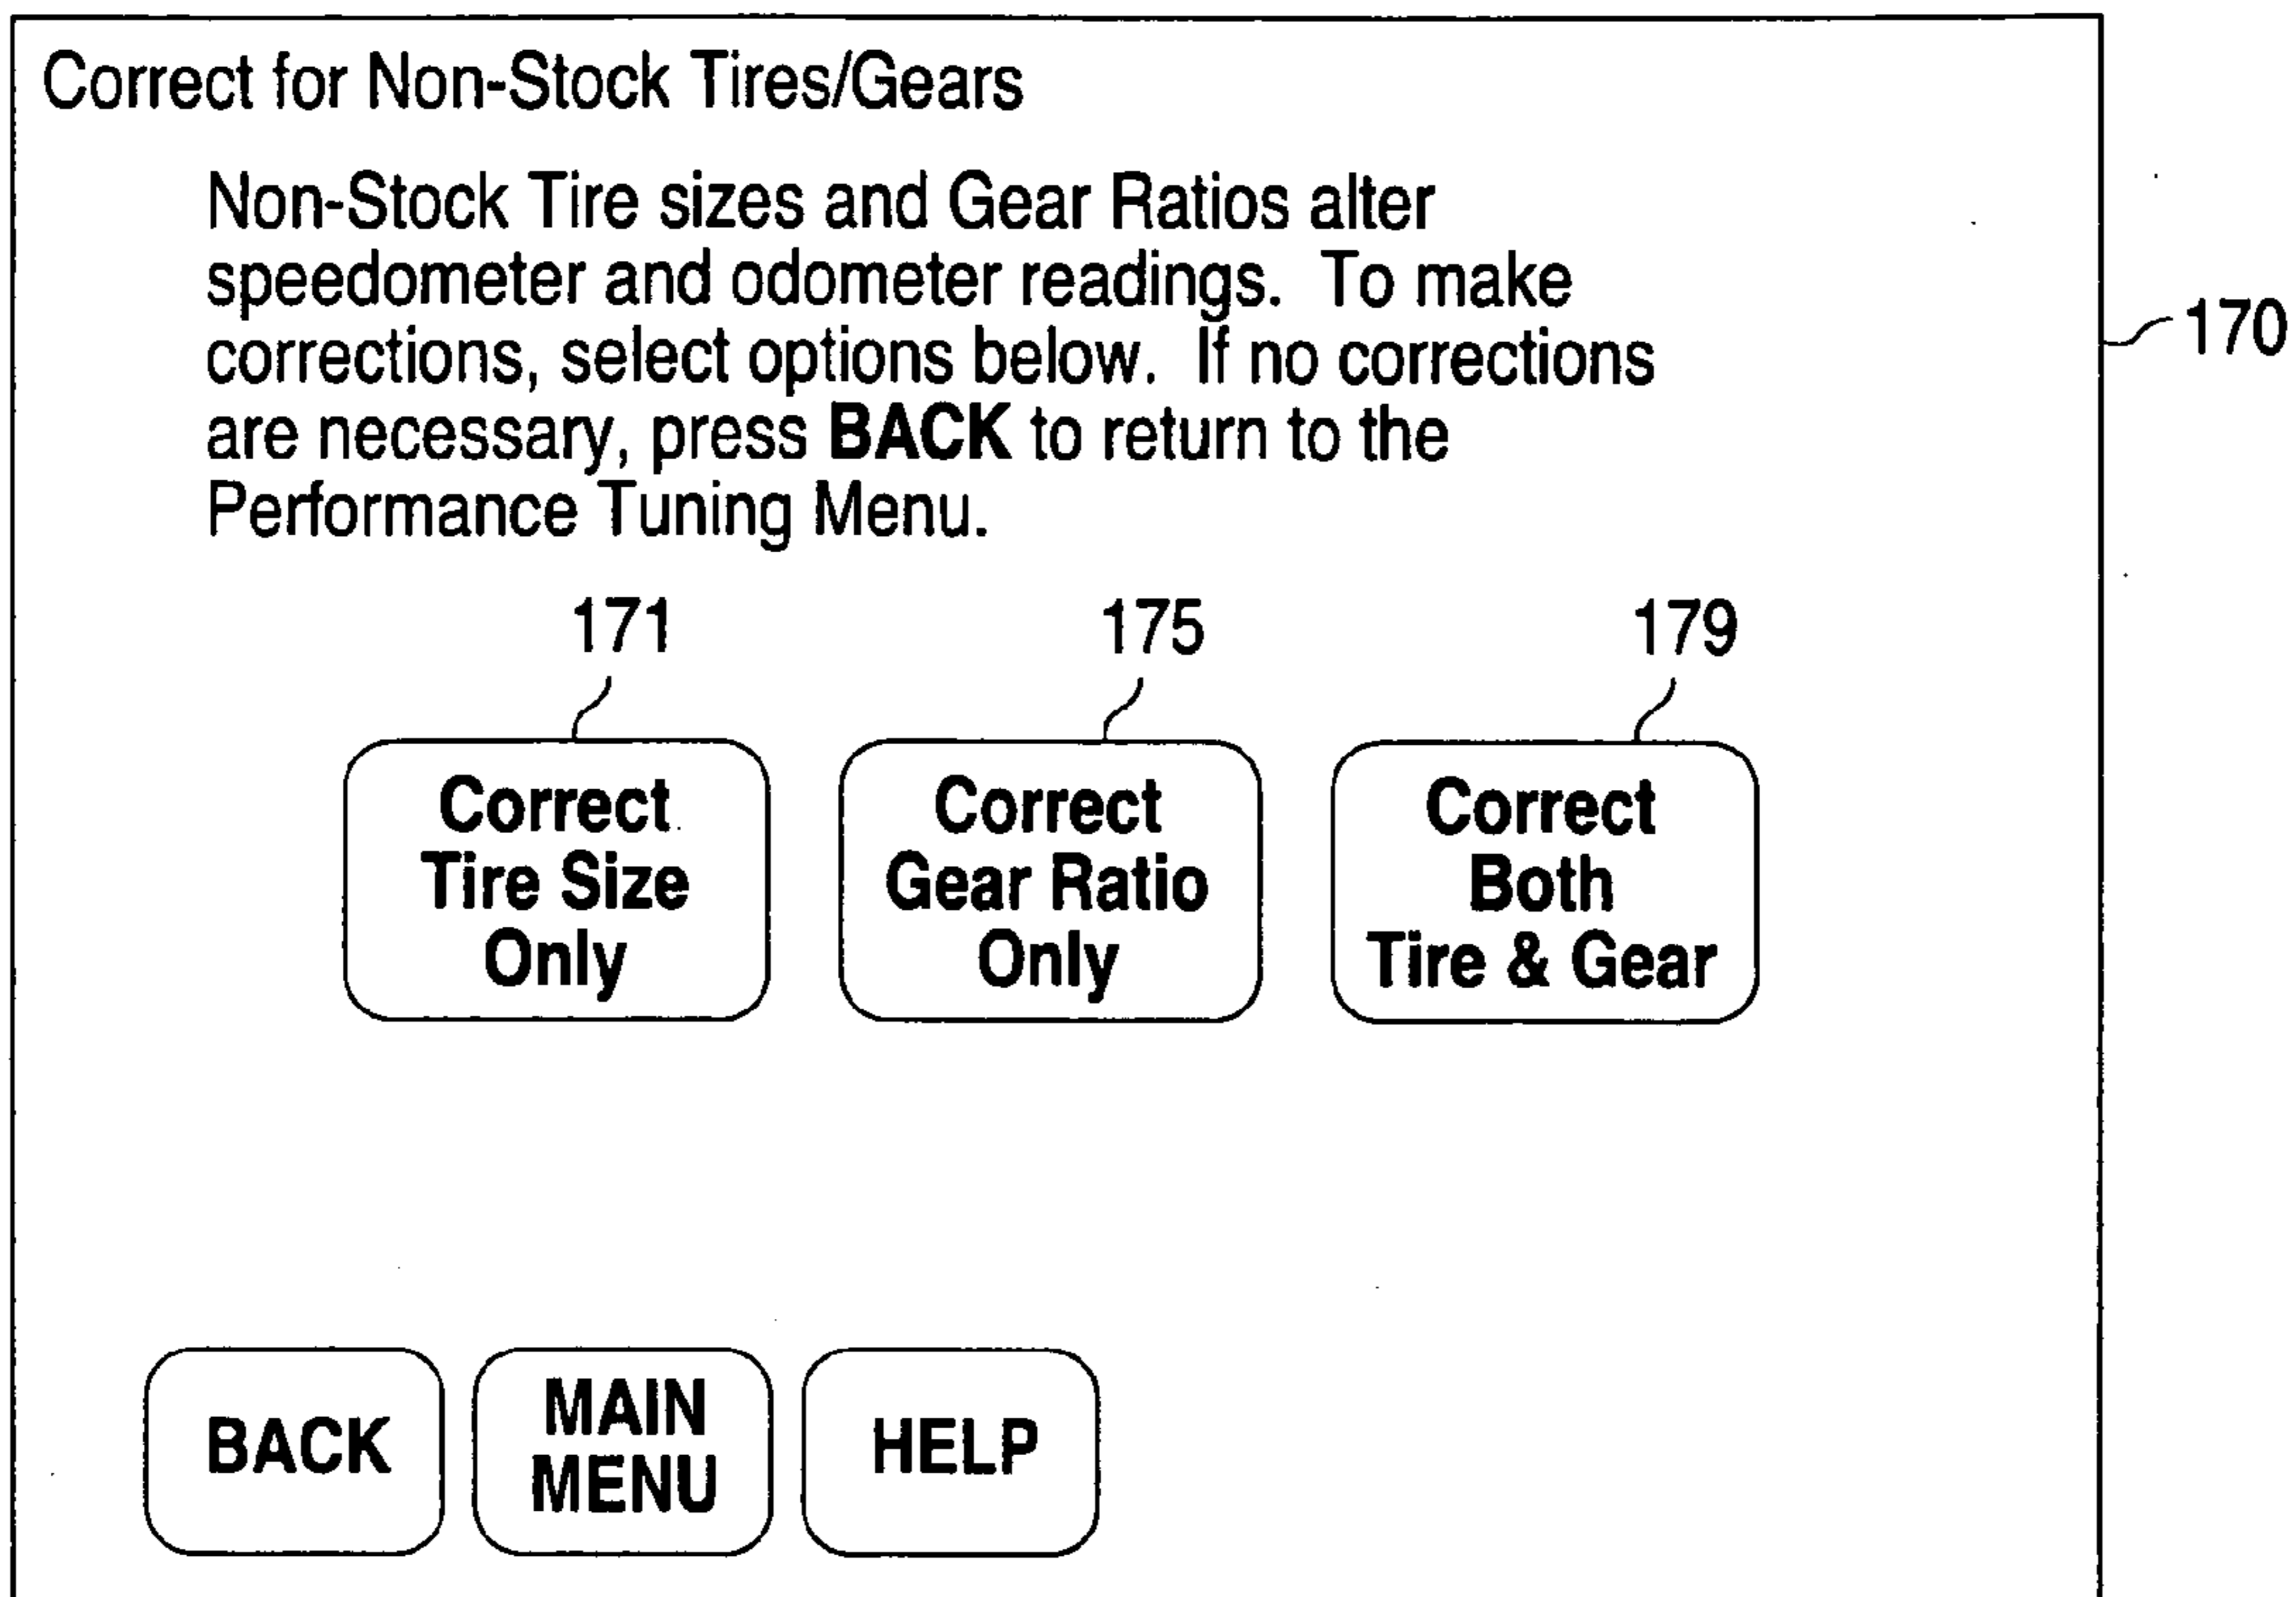 Correct for Non-Stock Tires/Gears
Non-Stock Tire sizes and Gear Ratios alter
speedometer and odometer readings. To make
corrections, select options below. If no corrections
are necessary, press BACK to return to the
Performance Tuning Menu.
170
171
175
179
Correct
Tire Size
Only
Correct
Gear Ratio
Only
Correct
Both
Tire & Gear
BACK
MAIN
MENU
HELP